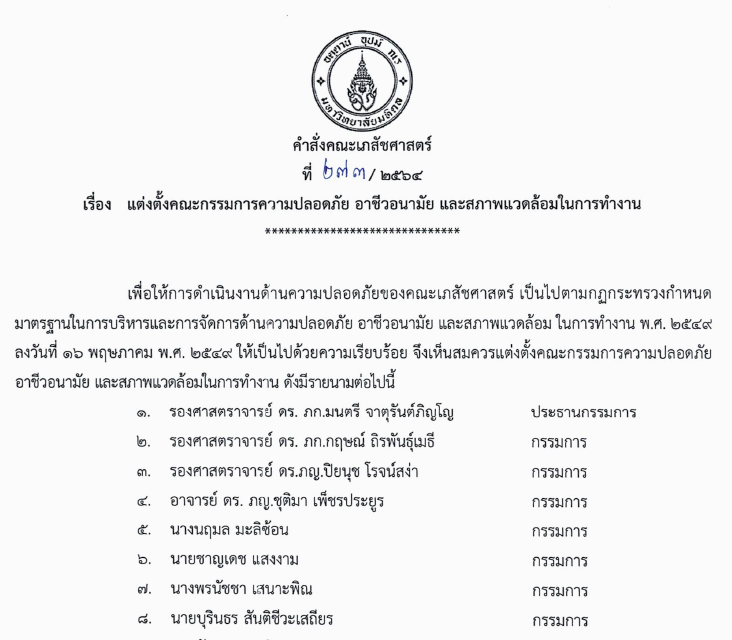 อตฺตานํ อุปมํ กเร
มหาวิทยาลัยมหิดล
คำสั่งคณะเภสัชศาสตร์
ที่ ๒๗๓ / ๒๕๖๔
เรื่อง แต่งตั้งคณะกรรมการความปลอดภัย อาชีวอนามัย และสภาพแวดล้อมในการทำงาน
******************************
เพื่อให้การดำเนินงานด้านความปลอดภัยของคณะเภสัชศาสตร์ เป็นไปตามกฎกระทรวงกำหนด
มาตรฐานในการบริหารและการจัดการด้านความปลอดภัย อาชีวอนามัย และสภาพแวดล้อม ในการทำงาน พ.ศ. ๒๕๔๙
ลงวันที่ ๑๖ พฤษภาคม พ.ศ. ๒๕๔๙ ให้เป็นไปด้วยความเรียบร้อย จึงเห็นสมควรแต่งตั้งคณะกรรมการความปลอดภัย
อาชีวอนามัย และสภาพแวดล้อมในการทำงาน ดังมีรายนามต่อไปนี้
๑. รองศาสตราจารย์ ดร. ภก.มนตรี จาตุรันต์ภิญโญ ประธานกรรมการ
๒. รองศาสตราจารย์ ดร. ภก.กฤษณ์ ถิรพันธุ์เมธี กรรมการ
๓. รองศาสตราจารย์ ดร.ภญ.ปิยนุช โรจน์สง่า กรรมการ
๔. อาจารย์ ดร. ภญ.ชุติมา เพ็ชรประยูร กรรมการ
๕. นางนฤมล มะลิซ้อน กรรมการ
๖. นายชาญเดช แสงงาม กรรมการ
๗. นางพรนัชชา เสนาะพิณ กรรมการ
๘. นายบุรินธร สันติชีวะเสถียร กรรมการ